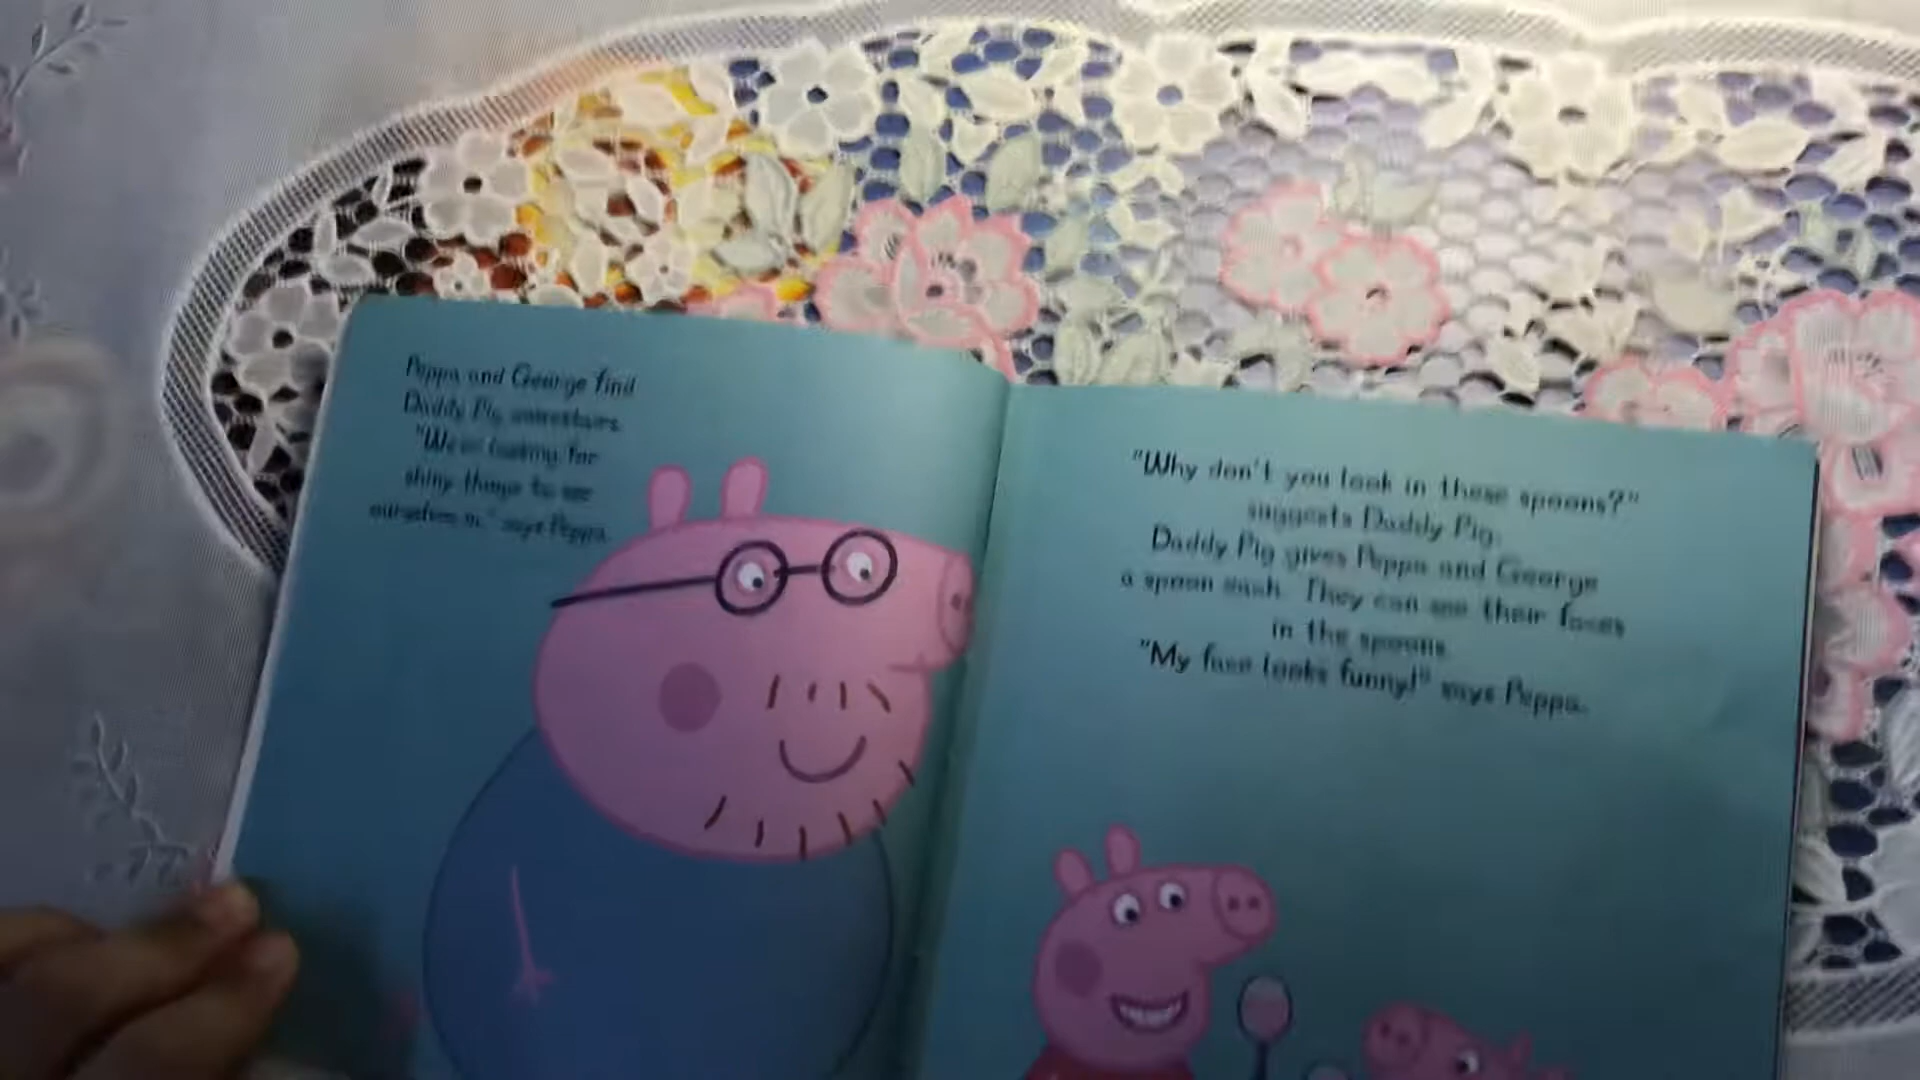 Peppa and George find
Daddy Pig downstairs.
"We're looking for
shiny things to see
ourselves in," says Peppa.
"Why don't you look in these spoons?"
suggests Daddy Pig.
Daddy Pig gives Peppa and George
a spoon each. They can see their faces
in the spoons.
"My face looks funny!" says Peppa.